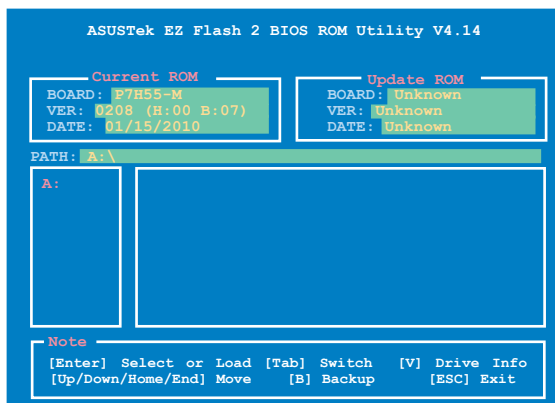 ASUSTek EZ Flash 2 BIOS ROM Utility V4.14
Current ROM
BOARD: P7H55-M
VER: 0208 (H:00 B:07)
DATE: 01/15/2010
Update ROM
BOARD: Unknown
VER: Unknown
DATE: Unknown
PATH: A:\
A:
Note
[Enter] Select or Load [Tab] Switch [V] Drive Info
[Up/Down/Home/End] Move [B] Backup [ESC] Exit